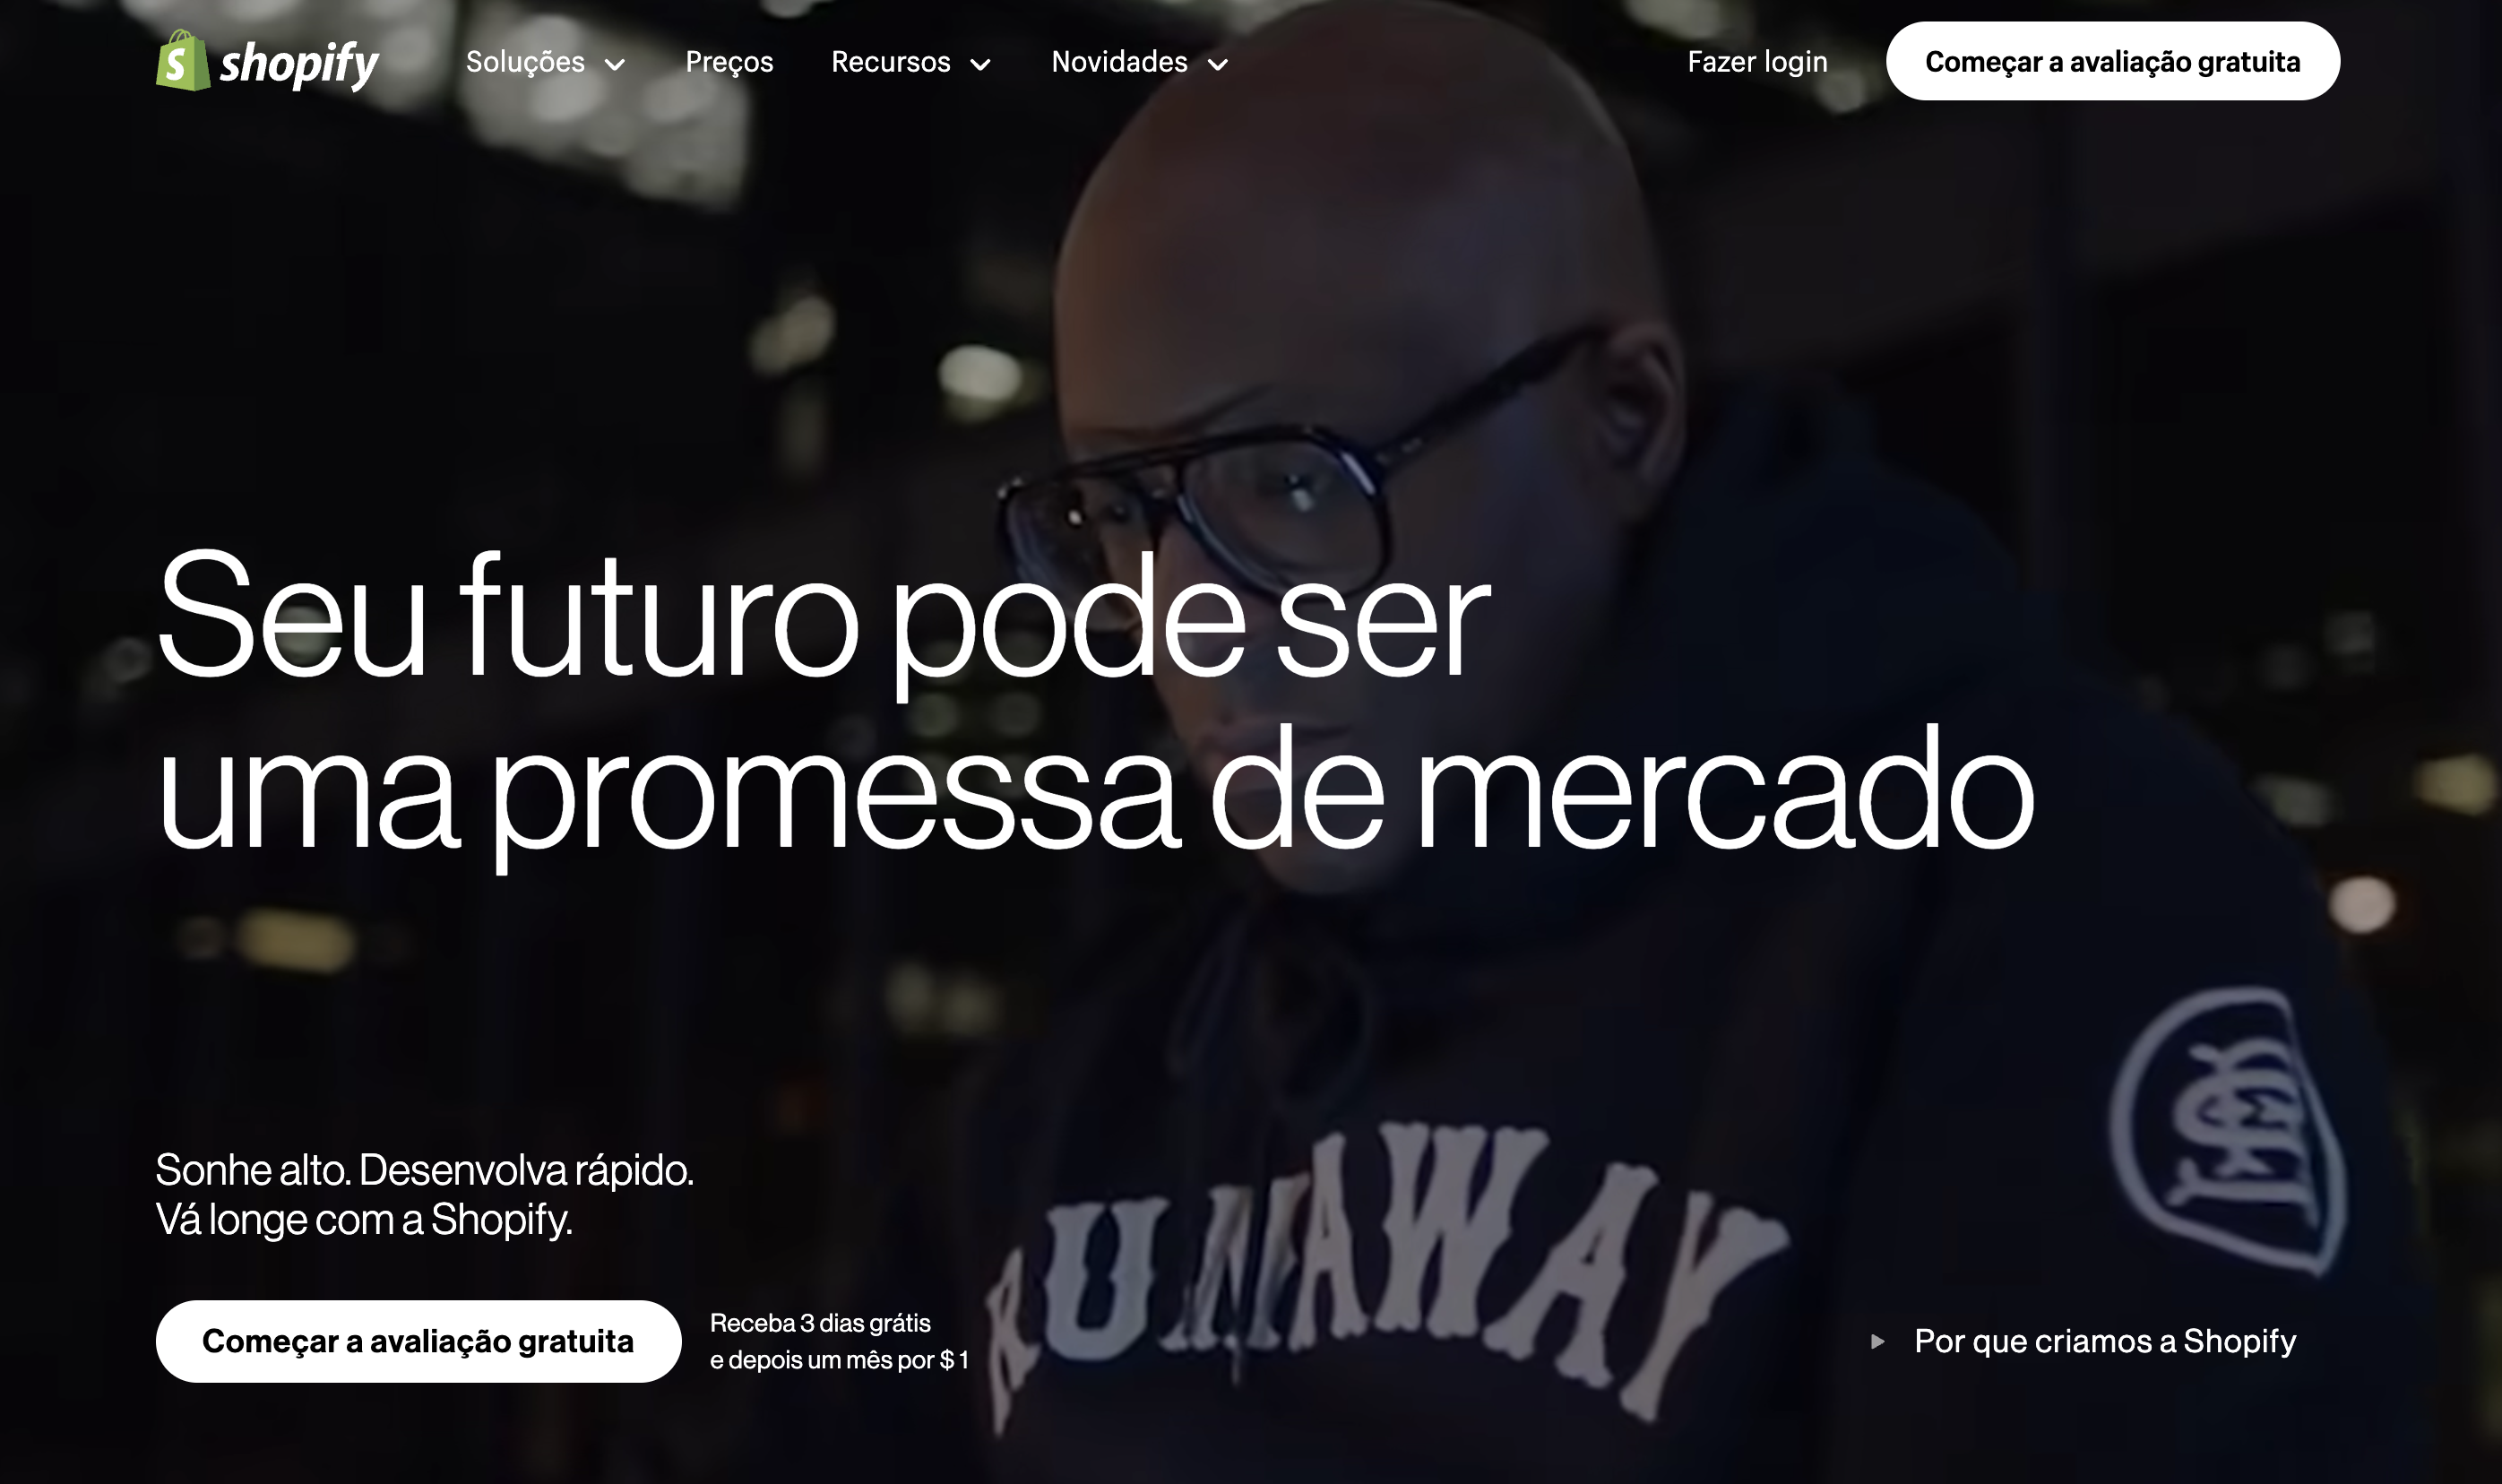 shopify
Soluções
Preços
Recursos
Novidades
Fazer login
Começar a avaliação gratuita
Seu futuro pode ser
uma promessa de mercado
Sonhe alto. Desenvolva rápido.
Vá longe com a Shopify.
Começar a avaliação gratuita
Receba 3 dias grátis
e depois um mês por $ 1
RUNAWAY
Por que criamos a Shopify